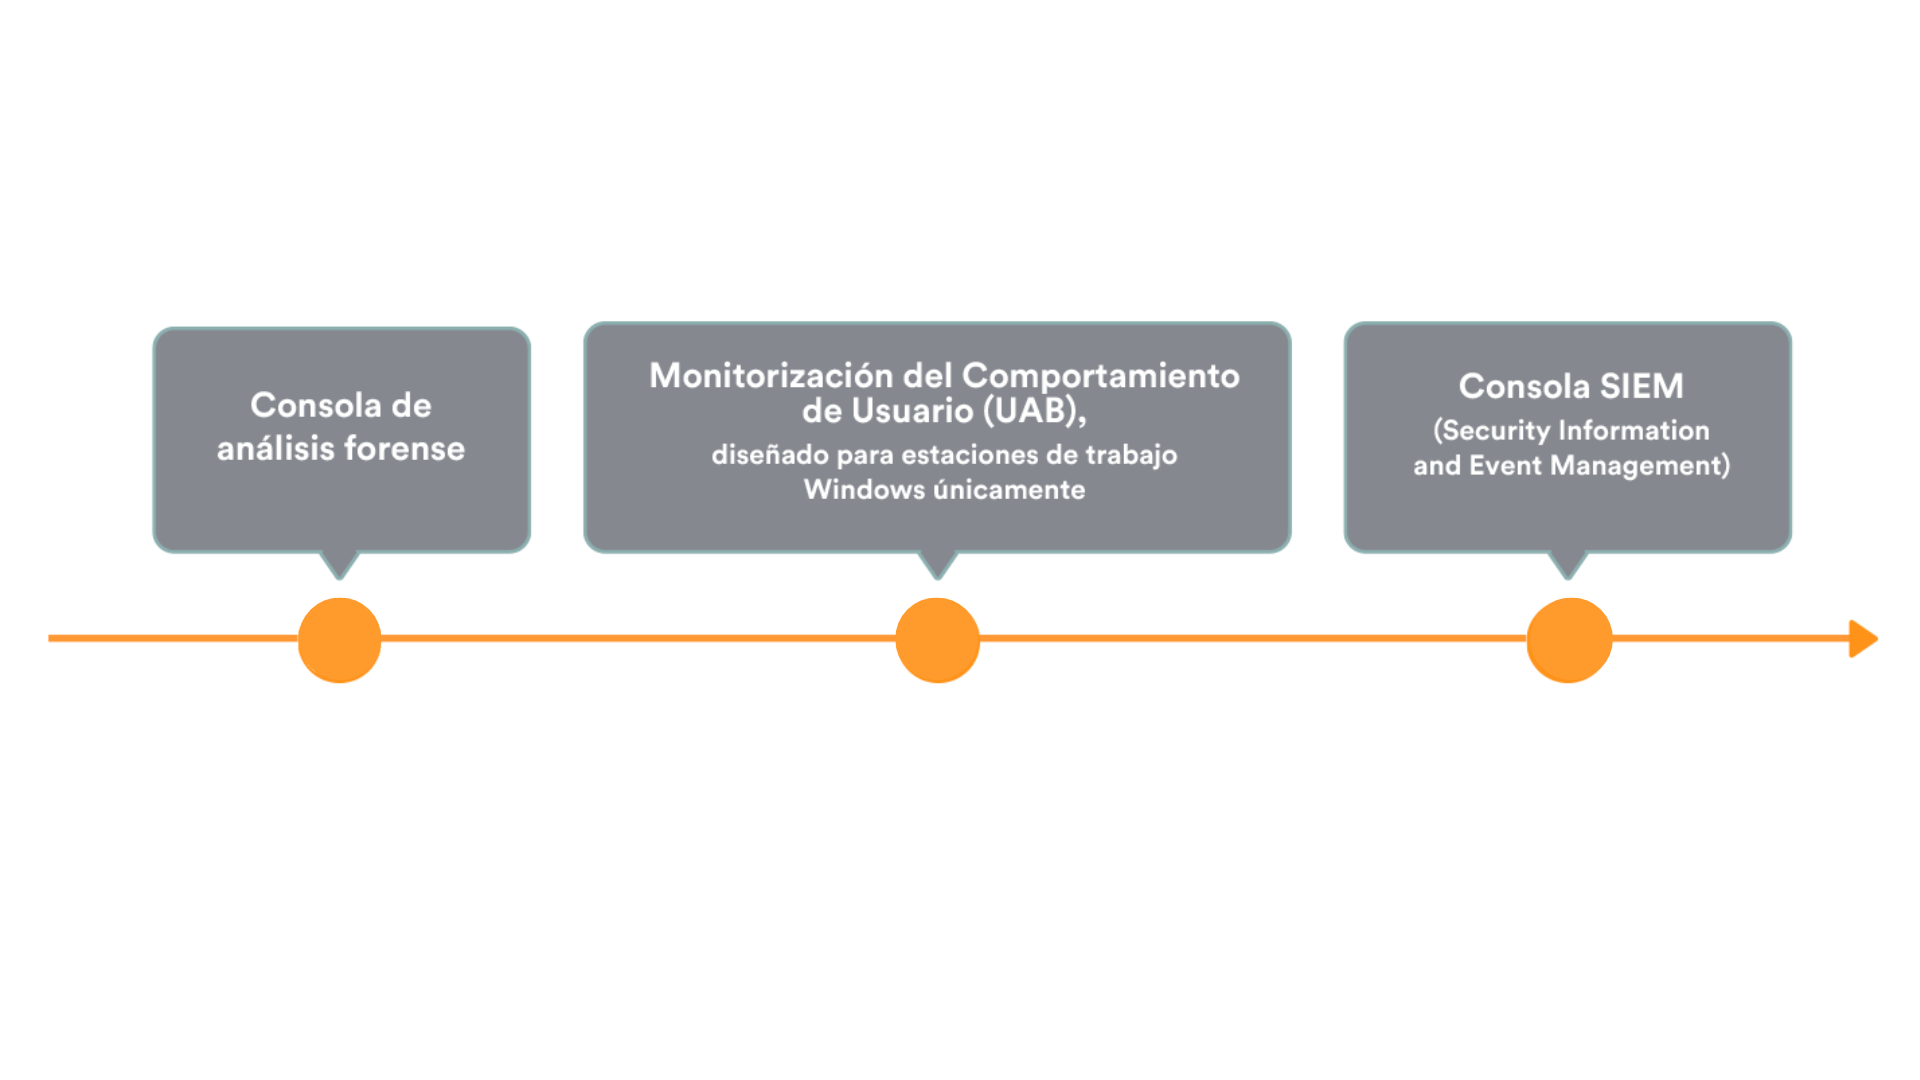 Consola de
análisis forense
Monitorización del Comportamiento
de Usuario (UAB),
diseñado para estaciones de trabajo
Windows únicamente
Consola SIEM
(Security Information
and Event Management)